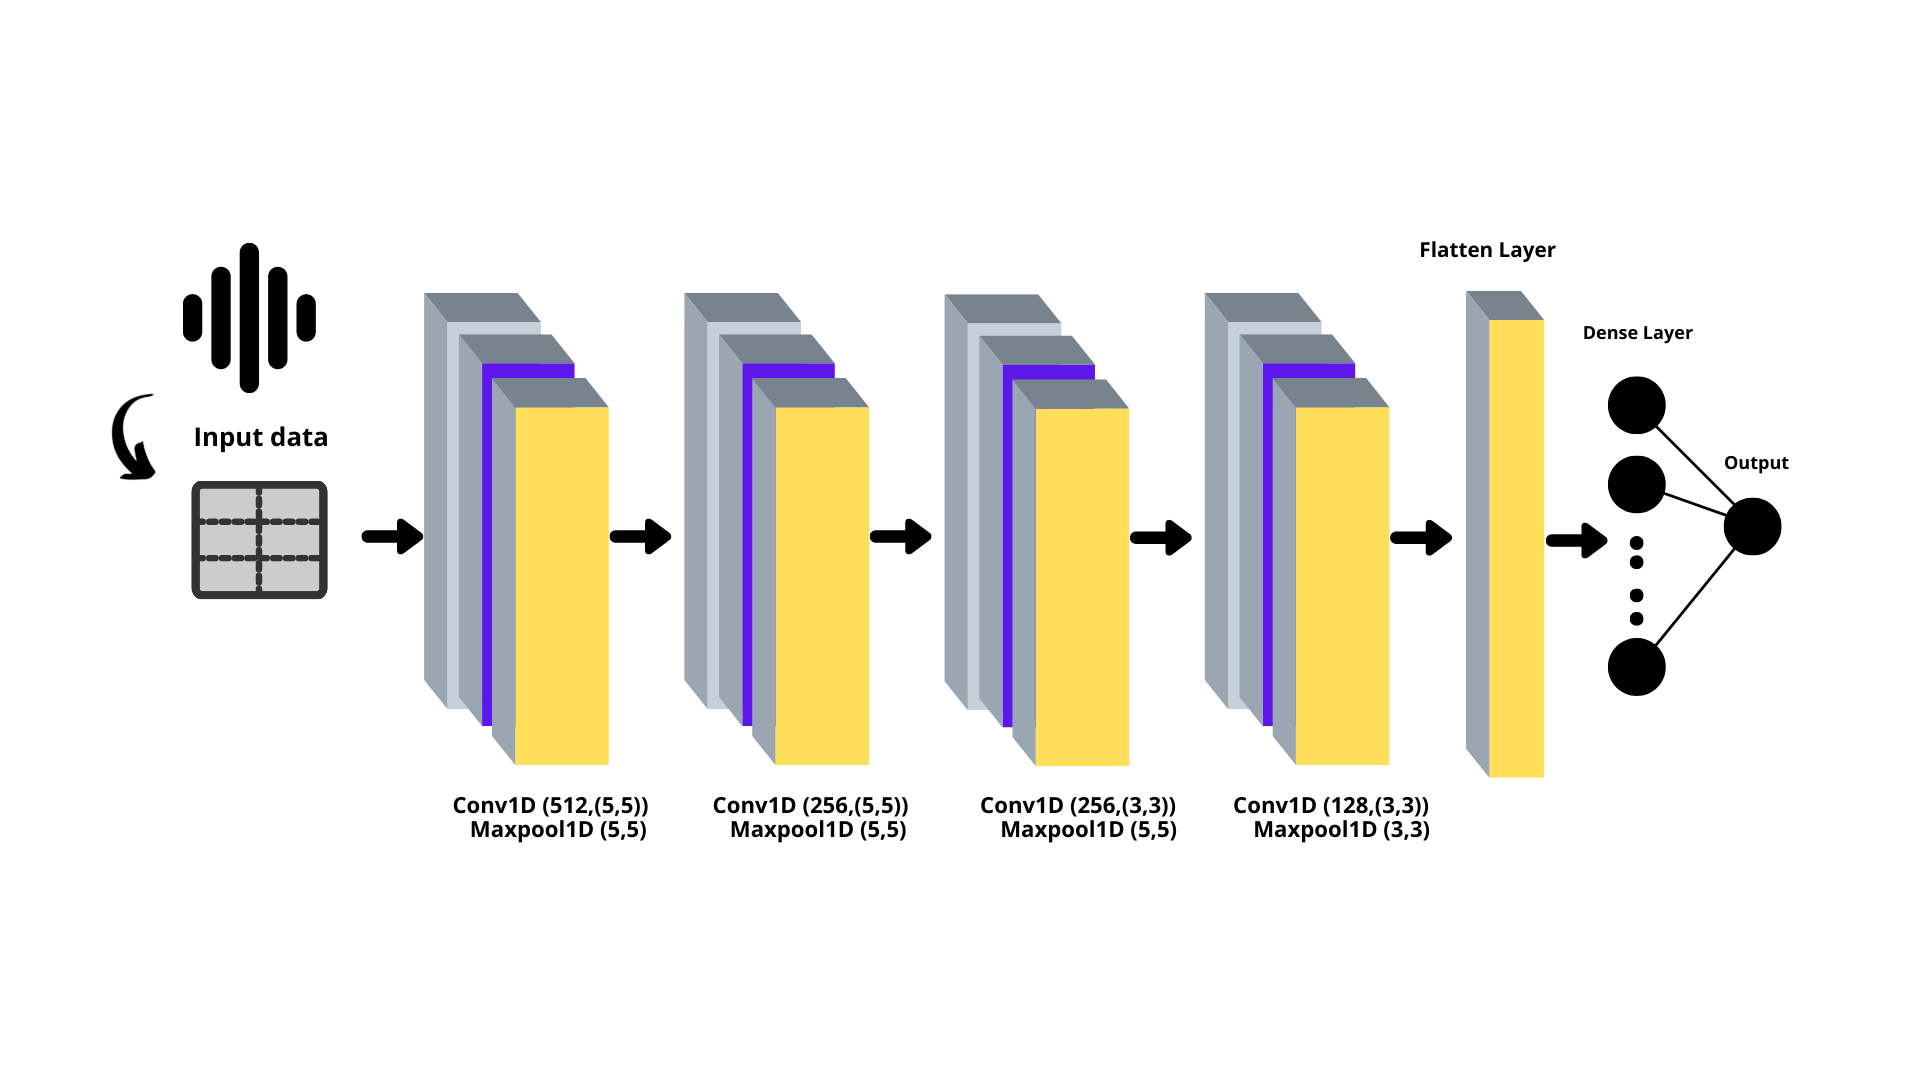 Input data
Conv1D (512,(5,5))
Maxpool1D (5,5)
Conv1D (256,(5,5))
Maxpool1D (5,5)
Conv1D (256,(3,3))
Maxpool1D (5,5)
Conv1D (128,(3,3))
Maxpool1D (3,3)
Flatten Layer
Dense Layer
Output